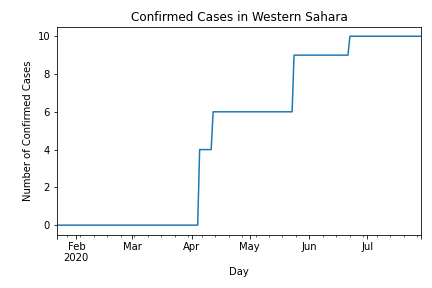 Confirmed Cases in Western Sahara
Number of Confirmed Cases
10
8
6
4
2
0
Feb Mar Apr May Jun Jul
2020
Day